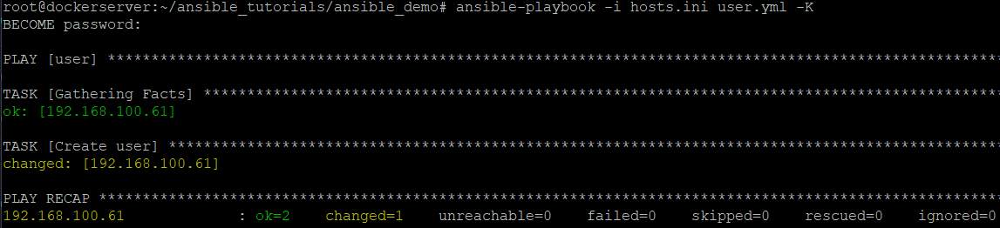 root@dockerserver:~/ansible_tutorials/ansible_demo# ansible-playbook -i hosts.ini user.yml -K
BECOME password:
PLAY [user] ********************************************************************************************************
TASK [Gathering Facts] *********************************************************************************************
ok: [192.168.100.61]
TASK [Create user] *************************************************************************************************
changed: [192.168.100.61]
PLAY RECAP *********************************************************************************************************
192.168.100.61             : ok=2    changed=1    unreachable=0    failed=0    skipped=0    rescued=0    ignored=0